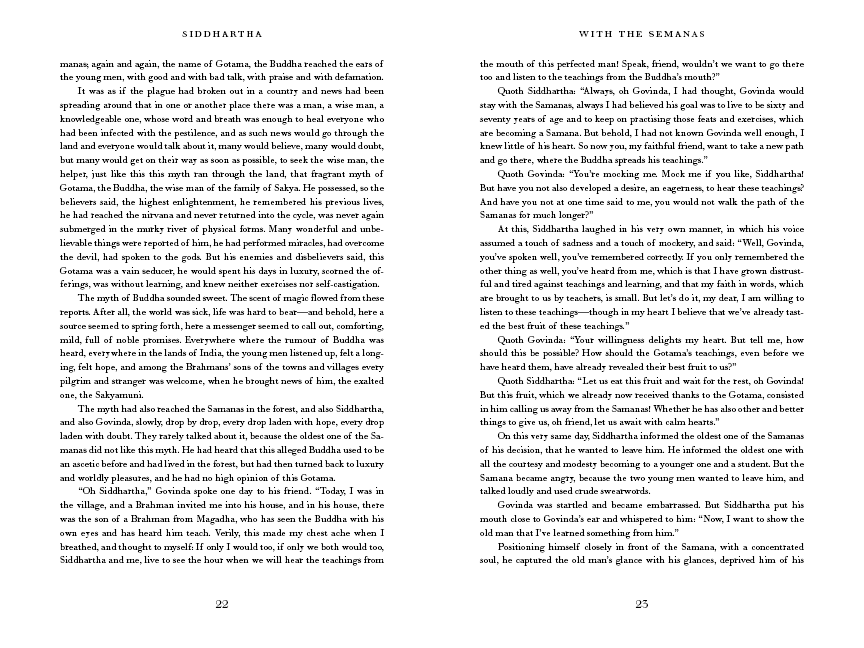 SIDDHARTHA
manas; again and again, the name of Gotama, the Buddha reached the ears of
the young men, with good and with bad talk, with praise and with defamation.
It was as if the plague had broken out in a country and news had been
spreading around that in one or another place there was a man, a wise man, a
knowledgeable one, whose word and breath was enough to heal everyone who
had been infected with the pestilence, and as such news would go through the
land and everyone would talk about it, many would believe, many would doubt,
but many would get on their way as soon as possible, to seek the wise man, the
helper, just like this this myth ran through the land, that fragrant myth of
Gotama, the Buddha, the wise man of the family of Sakya. He possessed, so the
believers said, the highest enlightenment, he remembered his previous lives,
he had reached the nirvana and never returned into the cycle, was never again
submerged in the murky river of physical forms. Many wonderful and unbe-
lievable things were reported of him, he had performed miracles, had overcome
the devil, had spoken to the gods. But his enemies and disbelievers said, this
Gotama was a vain seducer, he would spent his days in luxury, scorned the of-
ferings, was without learning, and knew neither exercises nor self-castigation.
The myth of Buddha sounded sweet. The scent of magic flowed from these
reports. After all, the world was sick, life was hard to bear—and behold, here a
source seemed to spring forth, here a messenger seemed to call out, comforting,
mild, full of noble promises. Everywhere where the rumour of Buddha was
heard, everywhere in the lands of India, the young men listened up, felt a long-
ing, felt hope, and among the Brahmans' sons of the towns and villages every
pilgrim and stranger was welcome, when he brought news of him, the exalted
one, the Sakyamuni.
The myth had also reached the Samanas in the forest, and also Siddhartha,
and also Govinda, slowly, drop by drop, every drop laden with hope, every drop
laden with doubt. They rarely talked about it, because the oldest one of the Sa-
manas did not like this myth. He had heard that this alleged Buddha used to be
an ascetic before and had lived in the forest, but had then turned back to luxury
and worldly pleasures, and he had no high opinion of this Gotama.
“Oh Siddhartha,” Govinda spoke one day to his friend. “Today, I was in
the village, and a Brahman invited me into his house, and in his house, there
was the son of a Brahman from Magadha, who has seen the Buddha with his
own eyes and has heard him teach. Verily, this made my chest ache when I
breathed, and thought to myself: If only I would too, if only we both would too,
Siddhartha and me, live to see the hour when we will hear the teachings from
22
WITH THE SEMANAS
the mouth of this perfected man! Speak, friend, wouldn't we want to go there
too and listen to the teachings from the Buddha's mouth?”
Quoth Siddhartha: “Always, oh Govinda, I had thought, Govinda would
stay with the Samanas, always I had believed his goal was to live to be sixty and
seventy years of age and to keep on practising those feats and exercises, which
are becoming a Samana. But behold, I had not known Govinda well enough, I
knew little of his heart. So now you, my faithful friend, want to take a new path
and go there, where the Buddha spreads his teachings.”
Quoth Govinda: “You're mocking me. Mock me if you like, Siddhartha!
But have you not also developed a desire, an eagerness, to hear these teachings?
And have you not at one time said to me, you would not walk the path of the
Samanas for much longer?”
At this, Siddhartha laughed in his very own manner, in which his voice
assumed a touch of sadness and a touch of mockery, and said: “Well, Govinda,
you've spoken well, you've remembered correctly. If you only remembered the
other thing as well, you've heard from me, which is that I have grown distrust-
ful and tired against teachings and learning, and that my faith in words, which
are brought to us by teachers, is small. But let's do it, my dear, I am willing to
listen to these teachings—though in my heart I believe that we've already tast-
ed the best fruit of these teachings.”
Quoth Govinda: “Your willingness delights my heart. But tell me, how
should this be possible? How should the Gotama's teachings, even before we
have heard them, have already revealed their best fruit to us?”
Quoth Siddhartha: “Let us eat this fruit and wait for the rest, oh Govinda!
But this fruit, which we already now received thanks to the Gotama, consisted
in him calling us away from the Samanas! Whether he has also other and better
things to give us, oh friend, let us await with calm hearts.”
On this very same day, Siddhartha informed the oldest one of the Samanas
of his decision, that he wanted to leave him. He informed the oldest one with
all the courtesy and modesty becoming to a younger one and a student. But the
Samana became angry, because the two young men wanted to leave him, and
talked loudly and used crude swearwords.
Govinda was startled and became embarrassed. But Siddhartha put his
mouth close to Govinda's ear and whispered to him: “Now, I want to show the
old man that I've learned something from him.”
Positioning himself closely in front of the Samana, with a concentrated
soul, he captured the old man's glance with his glances, deprived him of his
23